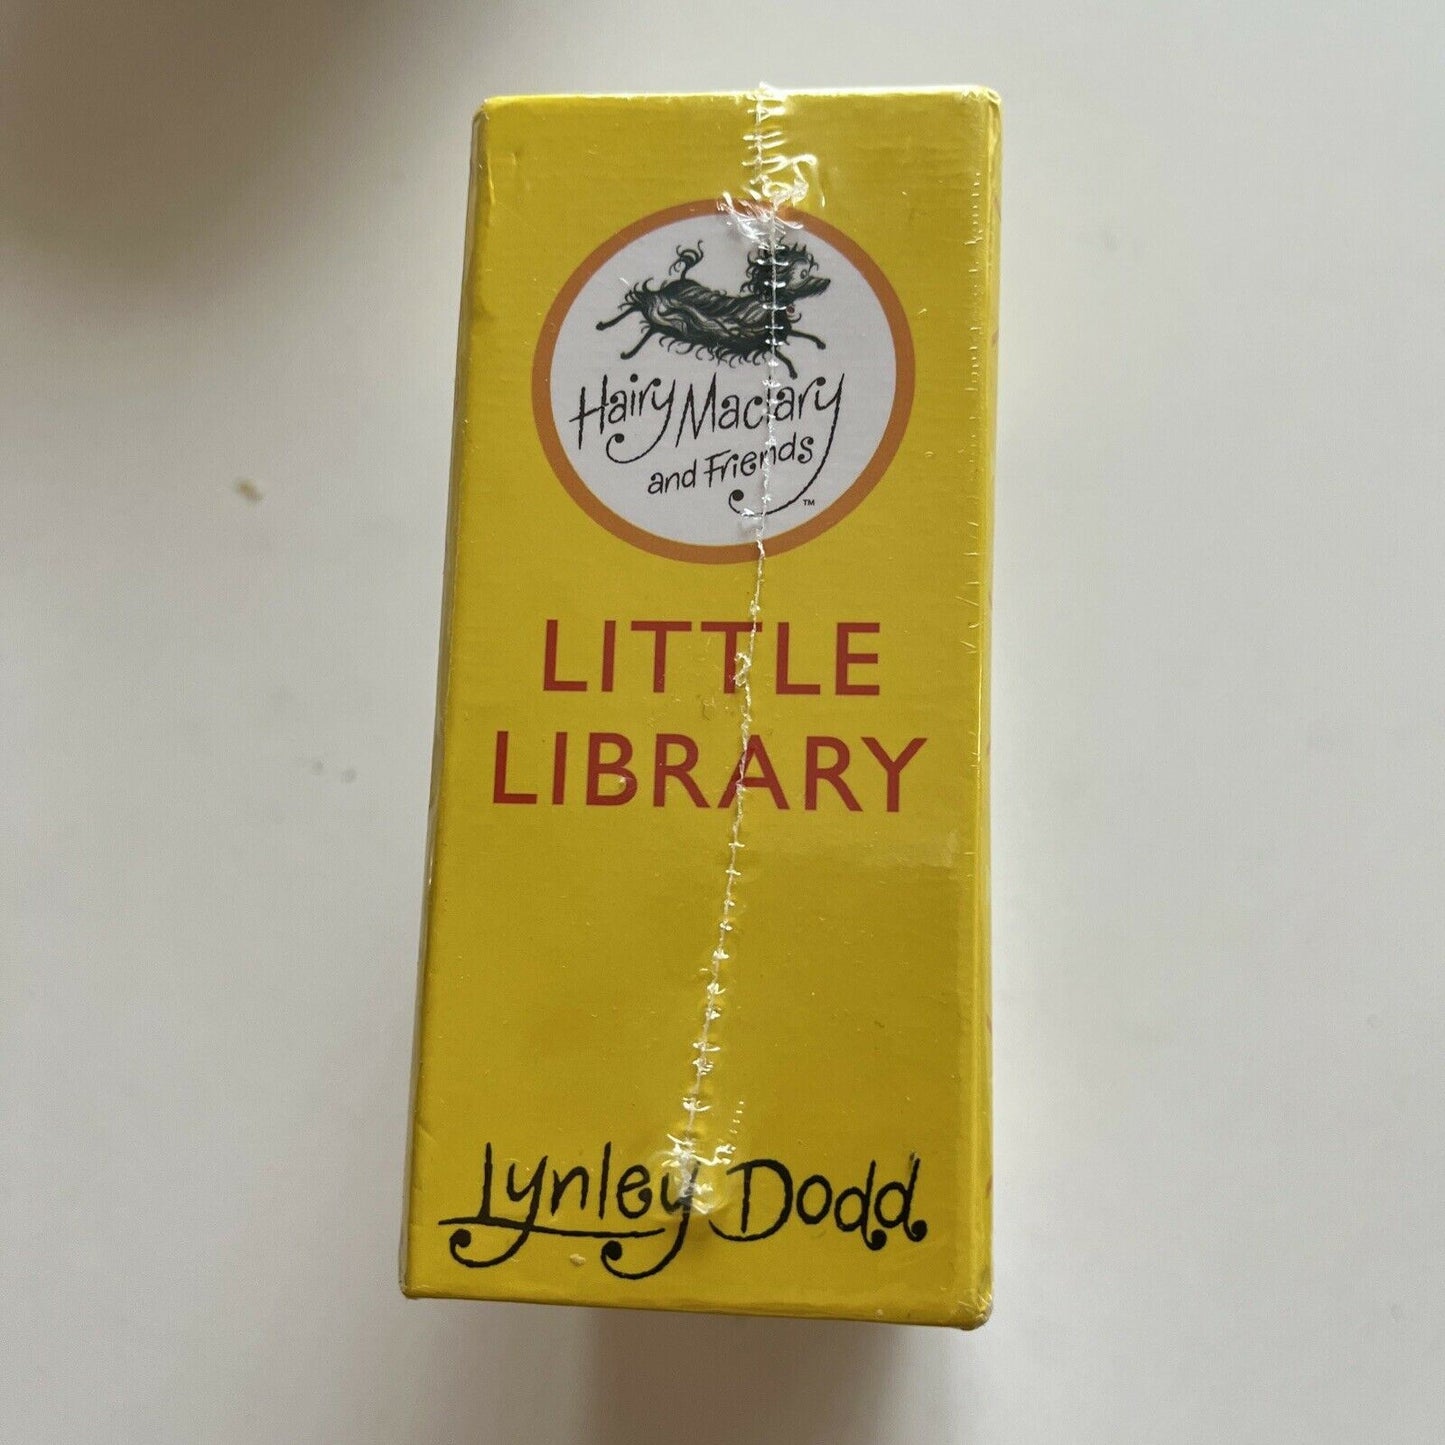 Hairy Maclary
and Friends
™
LITTLE
LIBRARY
Lynley Dodd